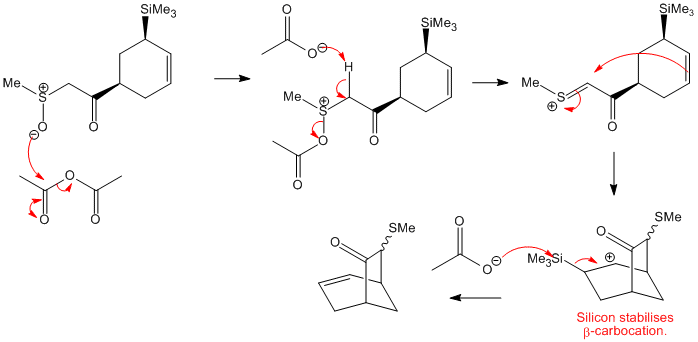 SiMe3
Me
S
⊕
O
⊖
O
O
O
O
O
O
⊖
H
SiMe3
Me
S
⊕
O
O
O
SiMe3
Me
S
⊕
O
SMe
O
O
O
⊖
Me3Si
⊕
O
SMe
Silicon stabilises
β-carbocation.